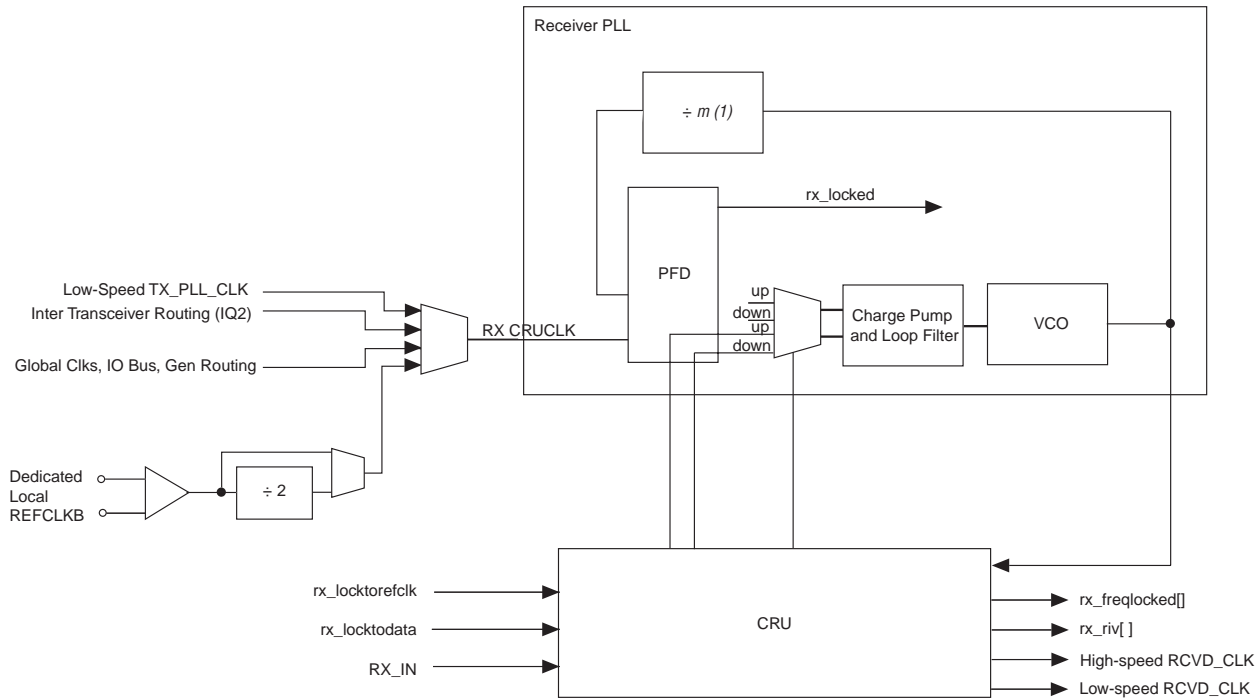 Receiver PLL
÷ m (1)
rx_locked
PFD
Low-Speed TX_PLL_CLK
Inter Transceiver Routing (IQ2)
Global Clks, IO Bus, Gen Routing
RX CRUCLK
up
down
up
down
Charge Pump
and Loop Filter
VCO
Dedicated
Local
REFCLKB
÷ 2
rx_locktorefclk
rx_locktodata
RX_IN
CRU
rx_freqlocked[]
rx_riv[ ]
High-speed RCVD_CLK
Low-speed RCVD_CLK